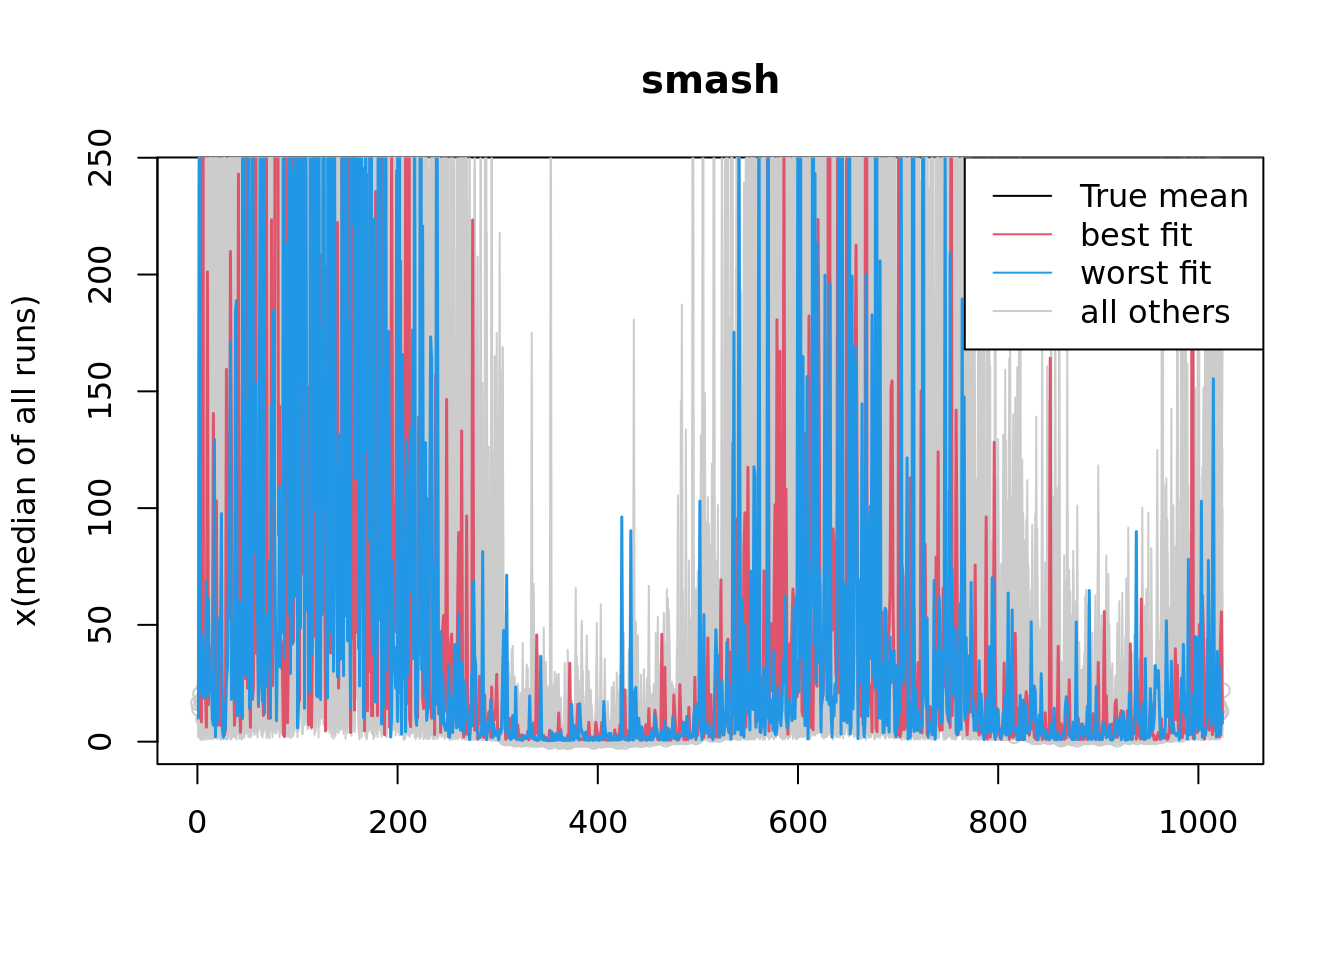 smash
x(median of all runs)
250
200
150
100
50
0
True mean
best fit
worst fit
all others
0 200 400 600 800 1000